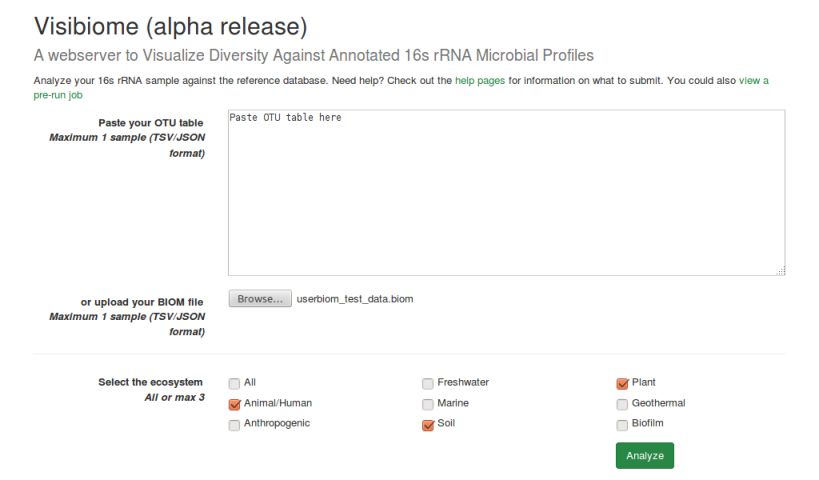 Visibiome (alpha release)
A webserver to Visualize Diversity Against Annotated 16s rRNA Microbial Profiles
Analyze your 16s rRNA sample against the reference database. Need help? Check out the help pages for information on what to submit. You could also view a
pre-run job
Paste your OTU table
Maximum 1 sample (TSV/JSON
format)
Paste OTU table here
or upload your BIOM file
Maximum 1 sample (TSV/JSON
format)
Browse... userbiom_test_data.biom
Select the ecosystem
All or max 3
All Freshwater Plant
Animal/Human Marine Geothermal
Anthropogenic Soil Biofilm
Analyze